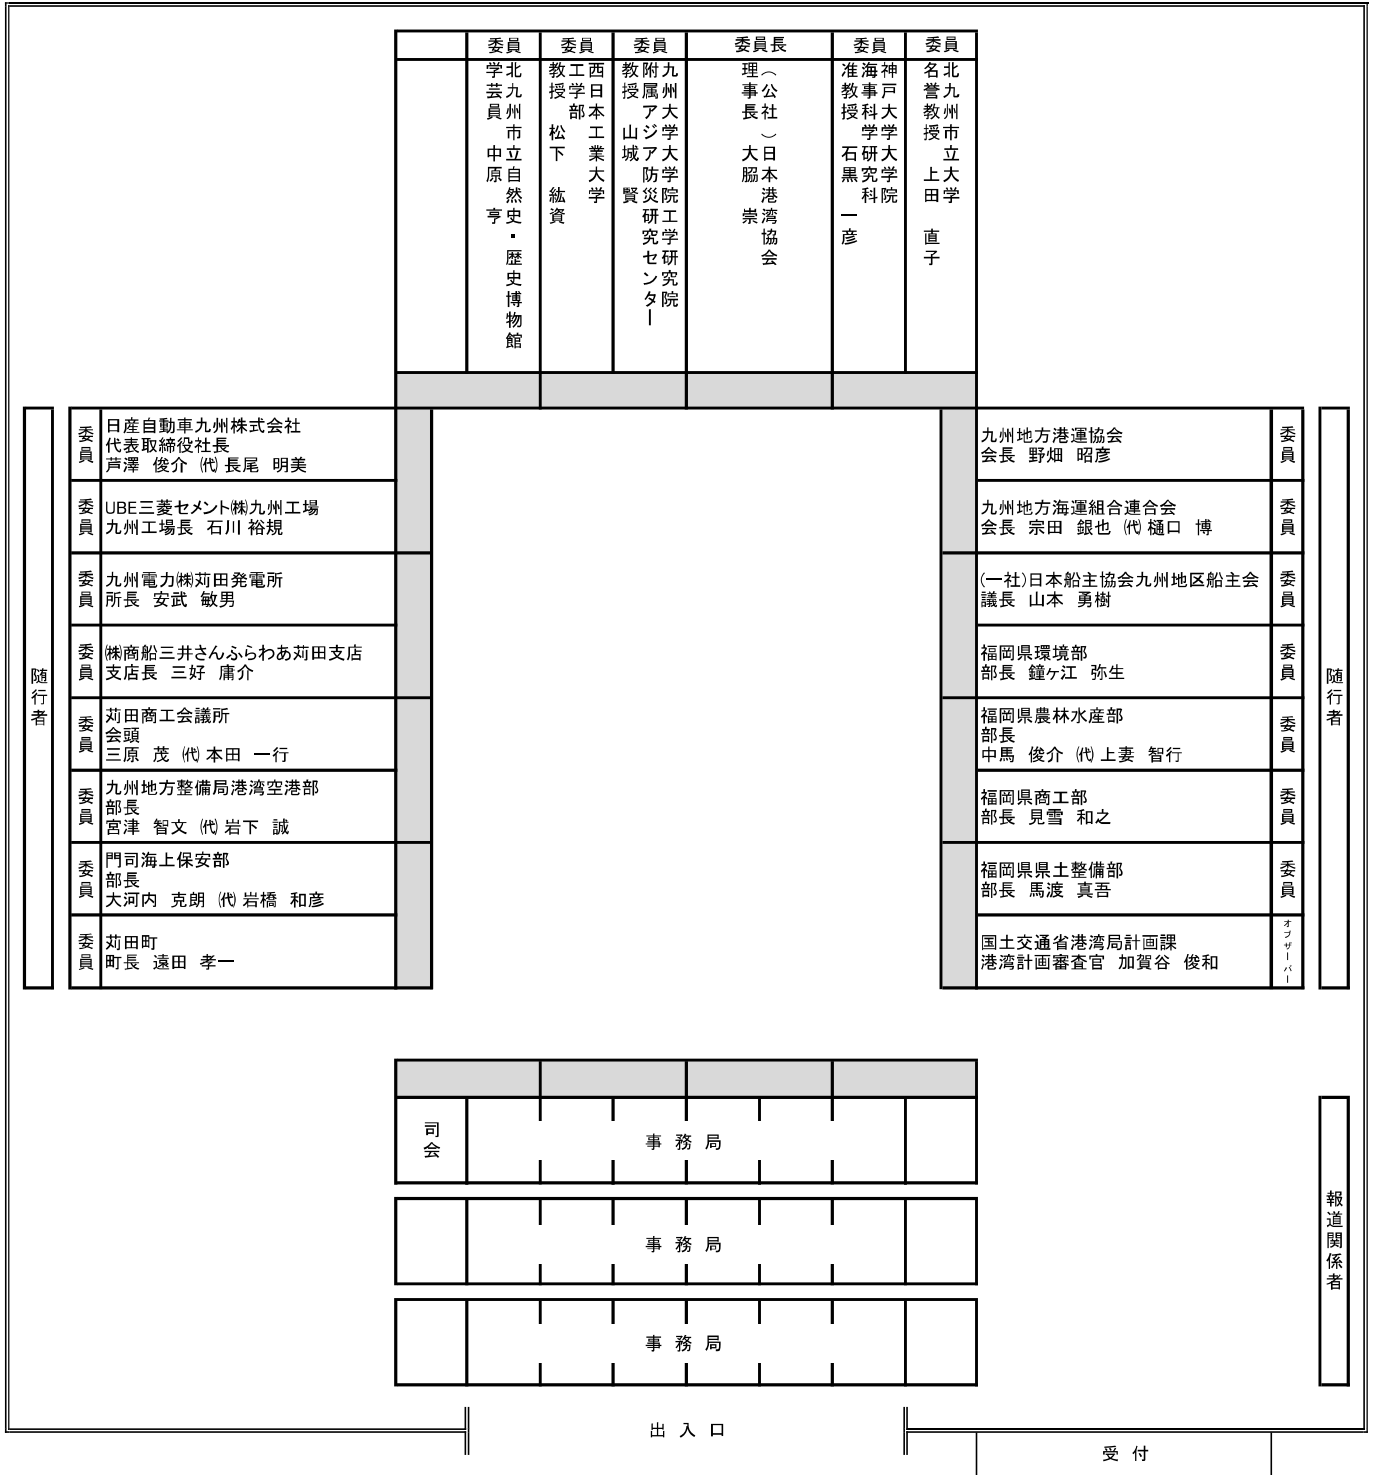 委員
委員
委員
委員長
委員
委員
北九州市立大学
名誉教授　上田　直子
神戸大学大学院
海事科学研究科
准教授　石黒　一彦
（公社）日本港湾協会
理事長　大脇　崇
九州大学大学院工学研究院
附属アジア防災研究センター
教授　山城　賢
西日本工業大学
工学部
教授　松下　紘資
北九州市立自然史・歴史博物館
学芸員　中原　亨
随行者
委員
日産自動車九州株式会社
代表取締役社長
芦澤　俊介　㈹ 長尾　明美
委員
UBE三菱セメント㈱九州工場
九州工場長　石川 裕規
委員
九州電力㈱苅田発電所
所長　安武　敏男
委員
㈱商船三井さんふらわあ苅田支店
支店長　三好　庸介
委員
苅田商工会議所
会頭
三原　茂　㈹ 本田　一行
委員
九州地方整備局港湾空港部
部長
宮津　智文　㈹ 岩下　誠
委員
門司海上保安部
部長
大河内　克朗　㈹ 岩橋　和彦
委員
苅田町
町長　遠田　孝一
九州地方港運協会
会長　野畑　昭彦
委員
九州地方海運組合連合会
会長　宗田　銀也　㈹ 樋口　博
委員
(一社)日本船主協会九州地区船主会
議長　山本　勇樹
委員
福岡県環境部
部長　鐘ヶ江　弥生
委員
福岡県農林水産部
部長
中馬　俊介　㈹ 上妻　智行
委員
福岡県商工部
部長　見雪　和之
委員
福岡県県土整備部
部長　馬渡　真吾
委員
国土交通省港湾局計画課
港湾計画審査官　加賀谷　俊和
オブザーバー
随行者
司会
事 務 局
事 務 局
事 務 局
報道関係者
出 入 口
受 付